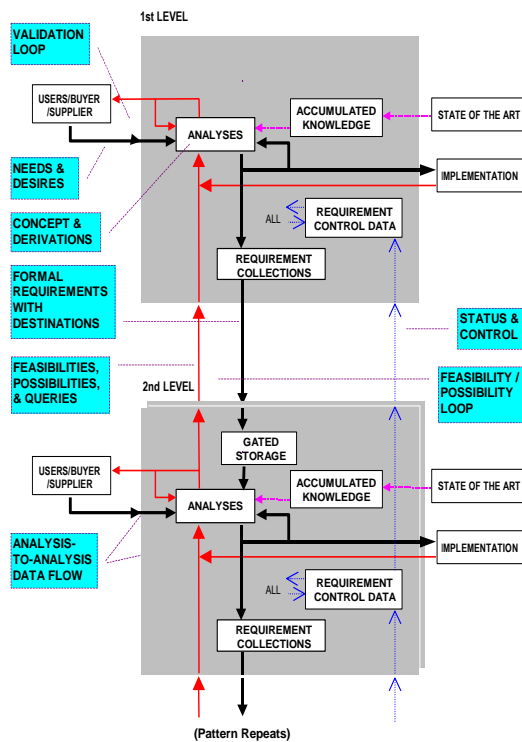 1st LEVEL
VALIDATION
LOOP
USERS/BUYER
/SUPPLIER
ANALYSES
ACCUMULATED
KNOWLEDGE
STATE OF THE ART
NEEDS &
DESIRES
IMPLEMENTATION
CONCEPT &
DERIVATIONS
ALL
REQUIREMENT
CONTROL DATA
REQUIREMENT
COLLECTIONS
FORMAL
REQUIREMENTS
WITH
DESTINATIONS
STATUS &
CONTROL
FEASIBILITIES,
POSSIBILITIES,
& QUERIES
FEASIBILITY /
POSSIBILITY
LOOP
2nd LEVEL
GATED
STORAGE
USERS/BUYER
/SUPPLIER
ANALYSES
ACCUMULATED
KNOWLEDGE
STATE OF THE ART
ANALYSIS-
TO-ANALYSIS
DATA FLOW
IMPLEMENTATION
ALL
REQUIREMENT
CONTROL DATA
REQUIREMENT
COLLECTIONS
(Pattern Repeats)